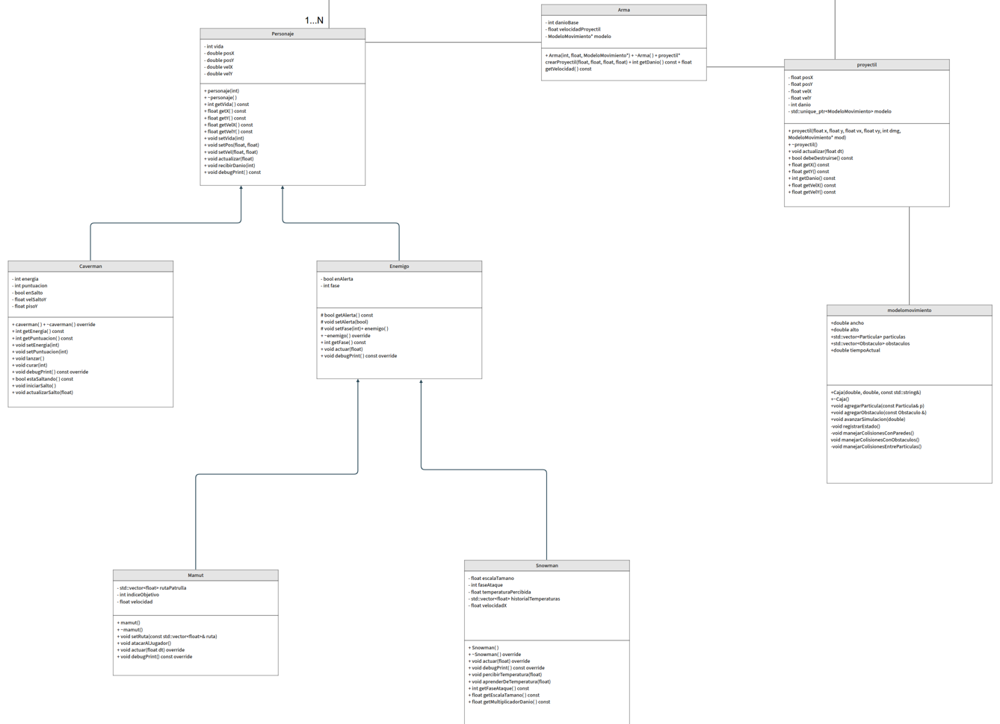 1...N
Personaje
- int vida
- double posX
- double posY
- double velX
- double velY
+ personaje(int)
+ ~personaje( )
+ int getVida( ) const
+ float getX( ) const
+ float getY( ) const
+ float getVelX( ) const
+ float getVelY( ) const
+ void setVida(int)
+ void setPos(float, float)
+ void setVel(float, float)
+ void actualizar(float)
+ void recibirDanio(int)
+ void debugPrint( ) const
Arma
- int danioBase
- float velocidadProyectil
- ModeloMovimiento* modelo
+ Arma(int, float, ModeloMovimiento*) + ~Arma( ) + proyectil*
crearProyectil(float, float, float, float) + int getDanio( ) const + float
getVelocidad( ) const
proyectil
- float posX
- float posY
- float velX
- float velY
- int danio
- std::unique_ptr<ModeloMovimiento> modelo
+ proyectil(float x, float y, float vx, float vy, int dmg,
ModeloMovimiento* mod)
+ ~proyectil()
+ void actualizar(float dt)
+ bool debeDestruirse() const
+ float getX() const
+ float getY() const
+ int getDanio() const
+ float getVelX() const
+ float getVelY() const
Caverman
- int energia
- int puntuacion
- bool enSalto
- float velSaltoY
- float pisoY
+ caverman( ) + ~caverman( ) override
+ int getEnergia( ) const
+ int getPuntuacion( ) const
+ void setEnergia(int)
+ void setPuntuacion(int)
+ void lanzar( )
+ void curar(int)
+ void debugPrint( ) const override
+ bool estaSaltando( ) const
+ void iniciarSalto( )
+ void actualizarSalto(float)
Enemigo
- bool enAlerta
- int fase
# bool getAlerta( ) const
# void setAlerta(bool)
# void setFase(int)+ enemigo( )
+ ~enemigo( ) override
+ int getFase( ) const
+ void actuar(float)
+ void debugPrint( ) const override
modelomovimiento
+double ancho
+double alto
+std::vector<Particula> particulas
+std::vector<Obstaculo> obstaculos
+double tiempoActual
+Caja(double, double, const std::string&)
+~Caja()
+void agregarParticula(const Particula& p)
+void agregarObstaculo(const Obstaculo &)
+void avanzarSimulacion(double)
-void registrarEstado()
-void manejarColisionesConParedes()
void manejarColisionesConObstaculos()
-void manejarColisionesEntreParticulas()
Mamut
- std::vector<float> rutaPatrulla
- int indiceObjetivo
- float velocidad
+ mamut()
+ ~mamut()
+ void setRuta(const std::vector<float>& ruta)
+ void atacarAlJugador()
+ void actuar(float dt) override
+ void debugPrint() const override
Snowman
- float escalaTamano
- int faseAtaque
- float temperaturaPercibida
- std::vector<float> historialTemperaturas
- float velocidadX
+ Snowman( )
+ ~Snowman( ) override
+ void actuar(float) override
+ void debugPrint( ) const override
+ void percibirTemperatura(float)
+ void aprenderDeTemperatura(float)
+ int getFaseAtaque( ) const
+ float getEscalaTamano( ) const
+ float getMultiplicadorDanio( ) const